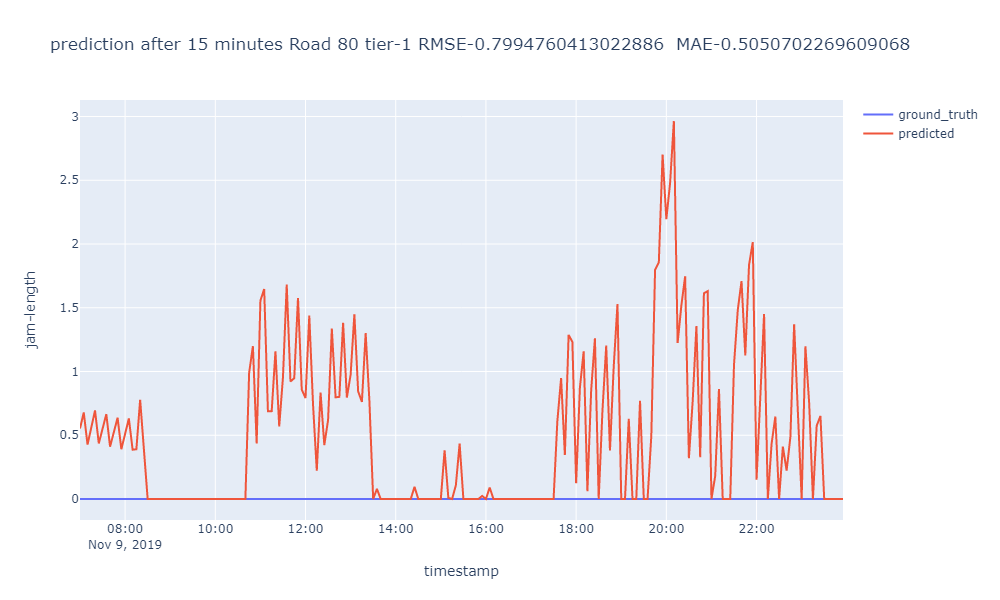 prediction after 15 minutes Road 80 tier-1 RMSE-0.7994760413022886  MAE-0.5050702269609068
ground_truth
predicted
3
2.5
2
1.5
1
0.5
0
jam-length
08:00 10:00 12:00 14:00 16:00 18:00 20:00 22:00
Nov 9, 2019
timestamp